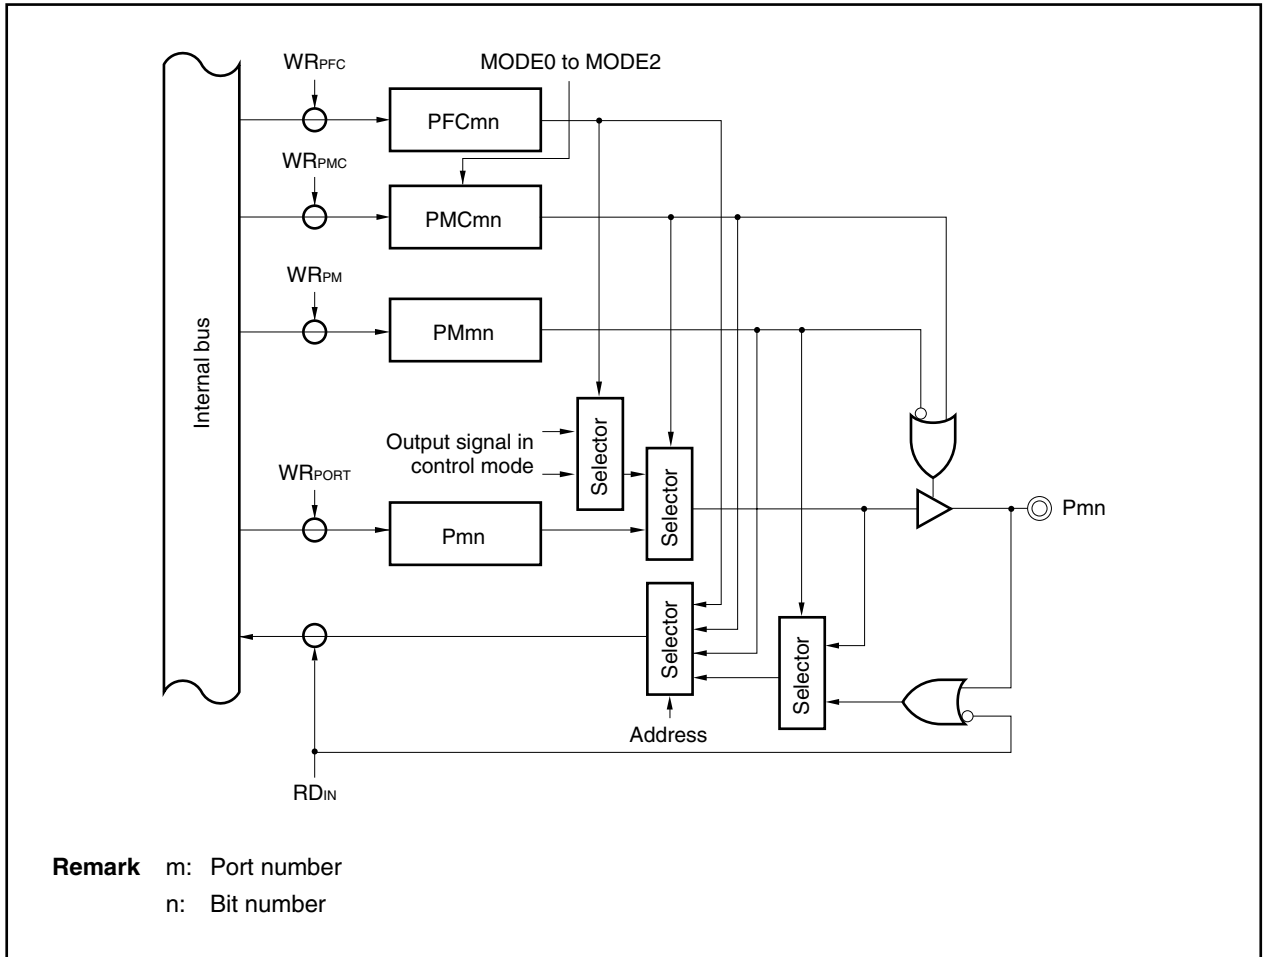 WRPFC
MODE0 to MODE2
PFCmn
WRPMC
PMCmn
WRPM
PMmn
Internal bus
Output signal in
control mode
Selector
Selector
WRPORT
Pmn
Pmn
Selector
Selector
Address
RDIN
Remark m: Port number
n: Bit number